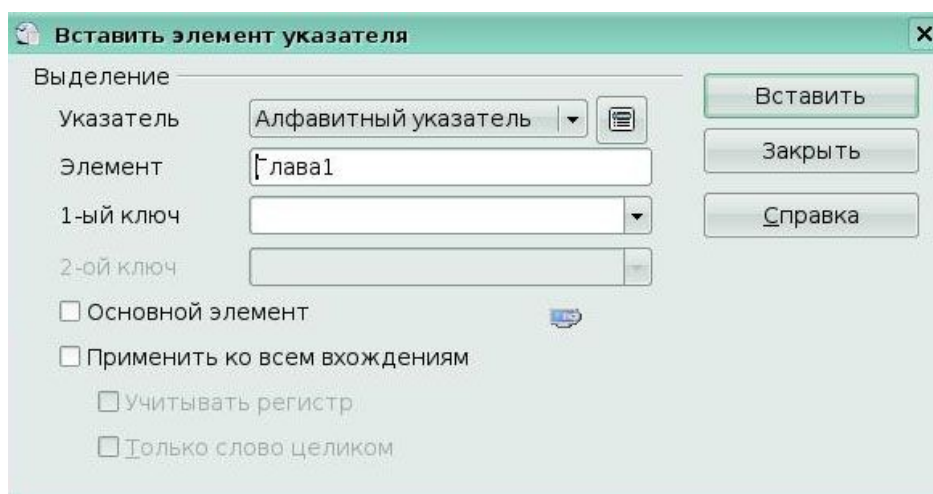 Вставить элемент указателя
Выделение
Указатель Алфавитный указатель
Элемент Глава1
1-ый ключ
2-ой ключ
Основной элемент
Применить ко всем вхождениям
Учитывать регистр
Только слово целиком
Вставить
Закрыть
Справка